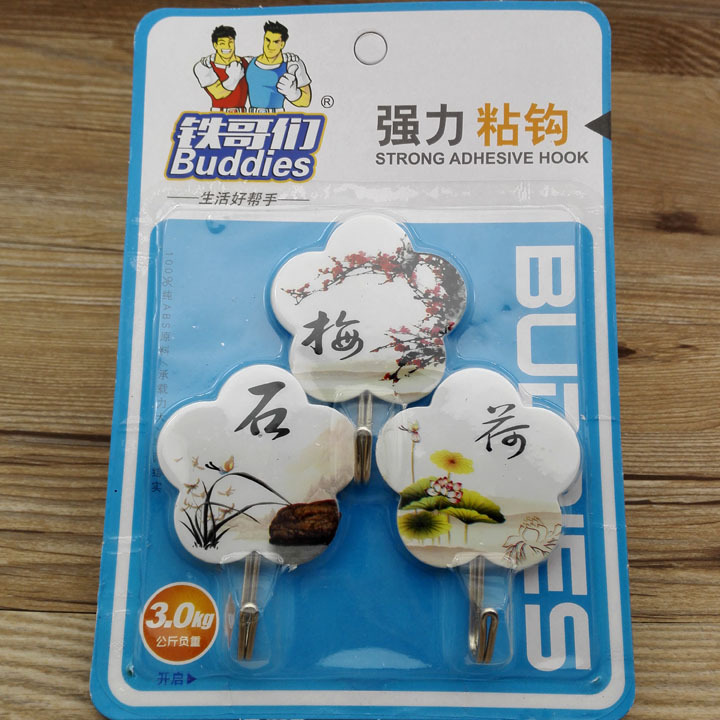 铁哥们
Buddies
®
生活好帮手
强力 粘钩
STRONG ADHESIVE HOOK
BUDDIES
梅
石
荷
3.0kg
公斤负重
开启▶